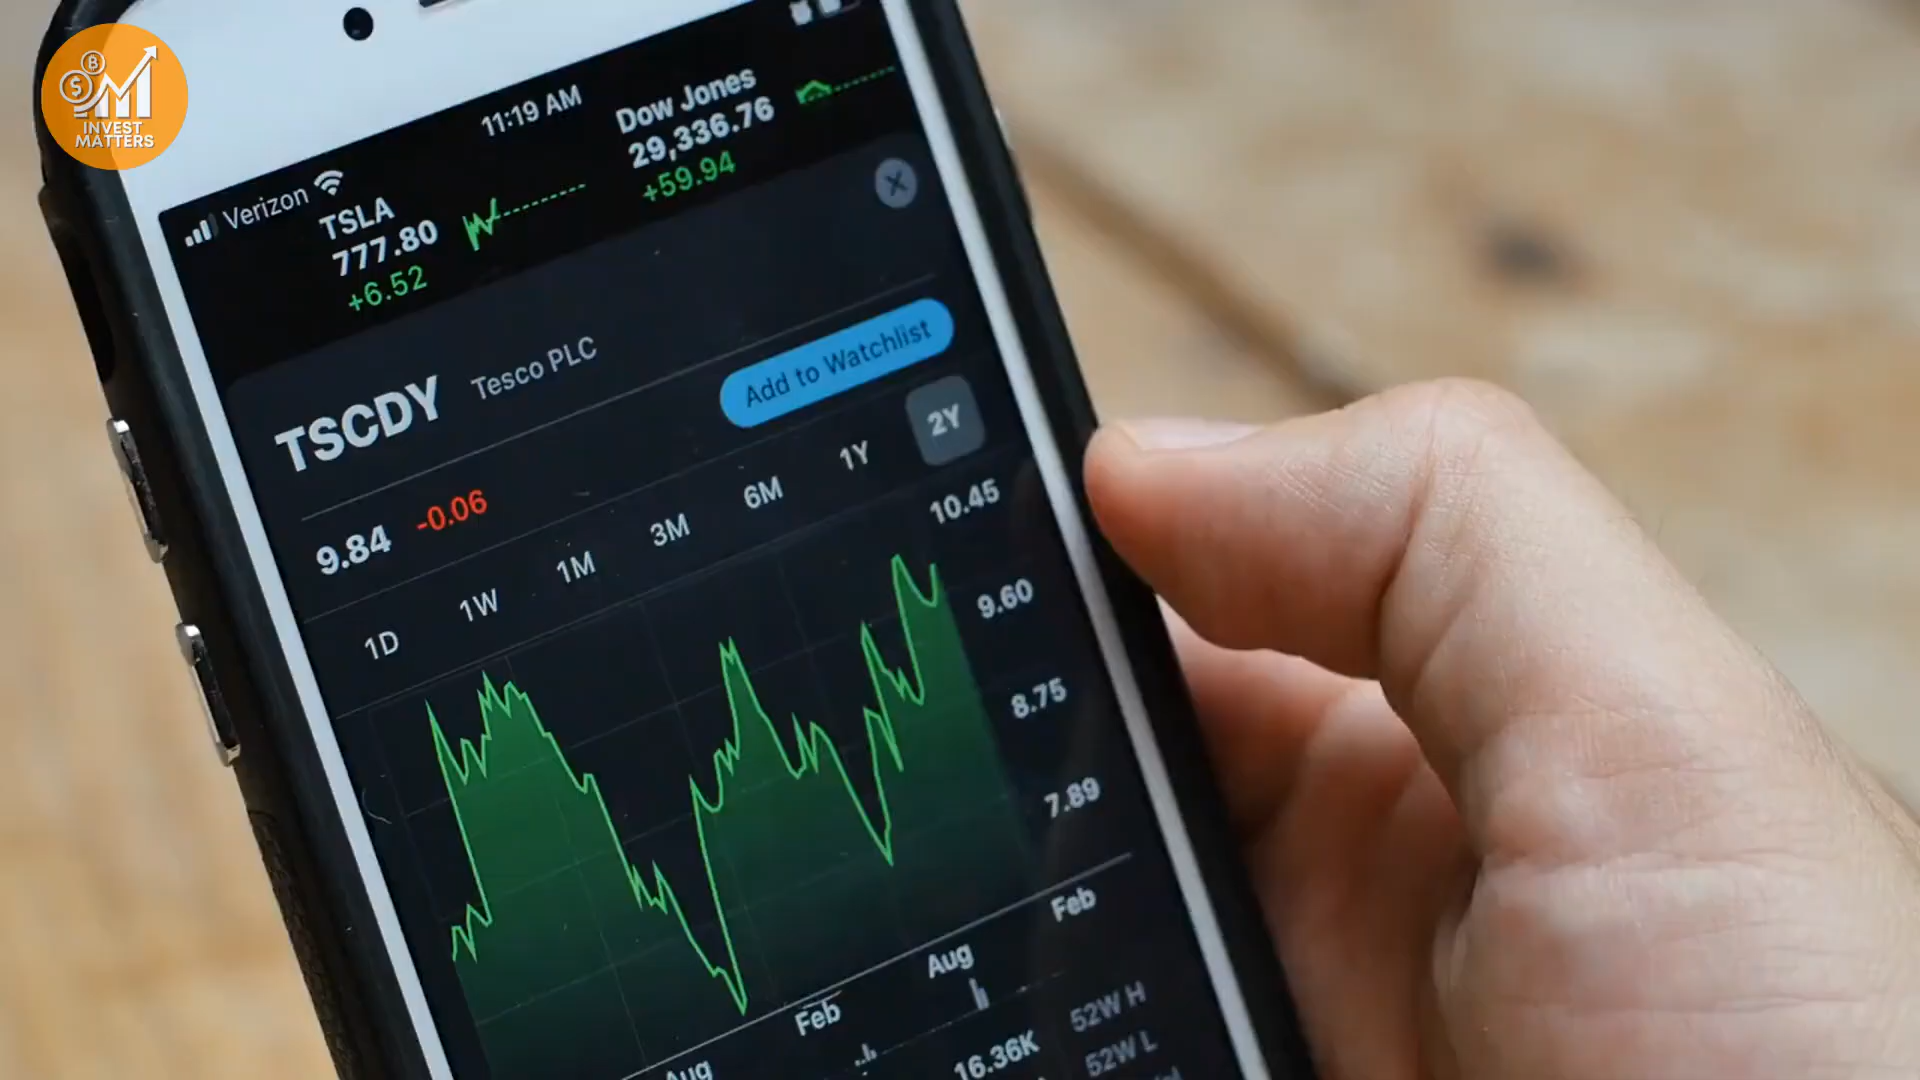 INVEST
MATTERS
11:19 AM
Verizon
TSLA
777.80
+6.52
Dow Jones
29,336.76
+59.94
TSCDY Tesco PLC
Add to Watchlist
9.84 -0.06
1D 1W 1M 3M 6M 1Y 2Y
10.45
9.60
8.75
7.89
Aug Feb Aug Feb
16.36K
52W H
52W L